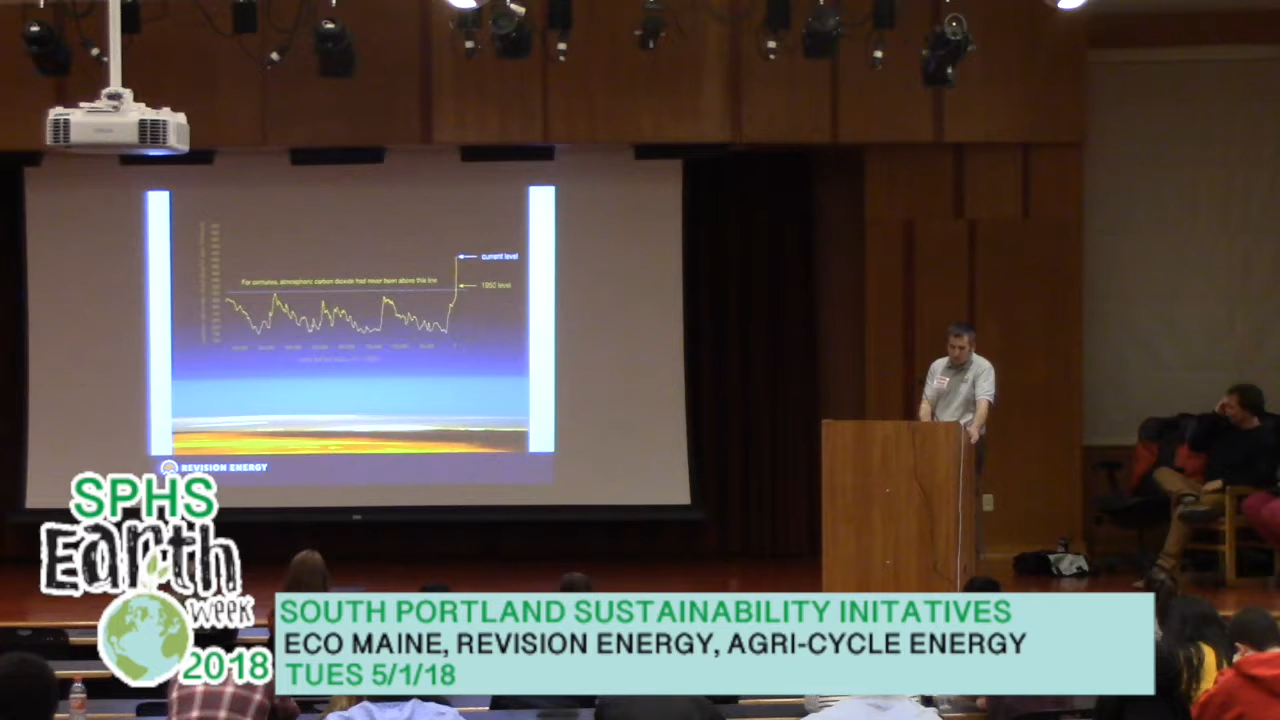 current level
For centuries, atmospheric carbon dioxide had never been above this line
1950 level
REVISION ENERGY
SPHS
Earth
week
2018
SOUTH PORTLAND SUSTAINABILITY INITATIVES
ECO MAINE, REVISION ENERGY, AGRI-CYCLE ENERGY
TUES 5/1/18